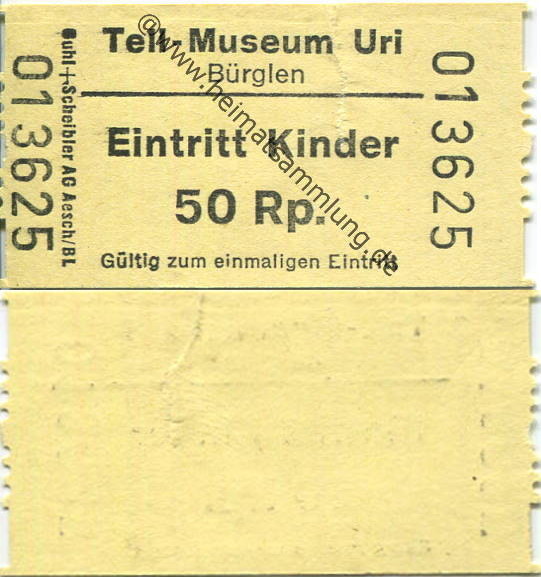 Tell-Museum Uri
Bürglen
Eintritt Kinder
50 Rp.
Gültig zum einmaligen Eintritt
013625
Buhl+Scheibler AG Aesch/BL
013625
@www.heimatsammlung.de